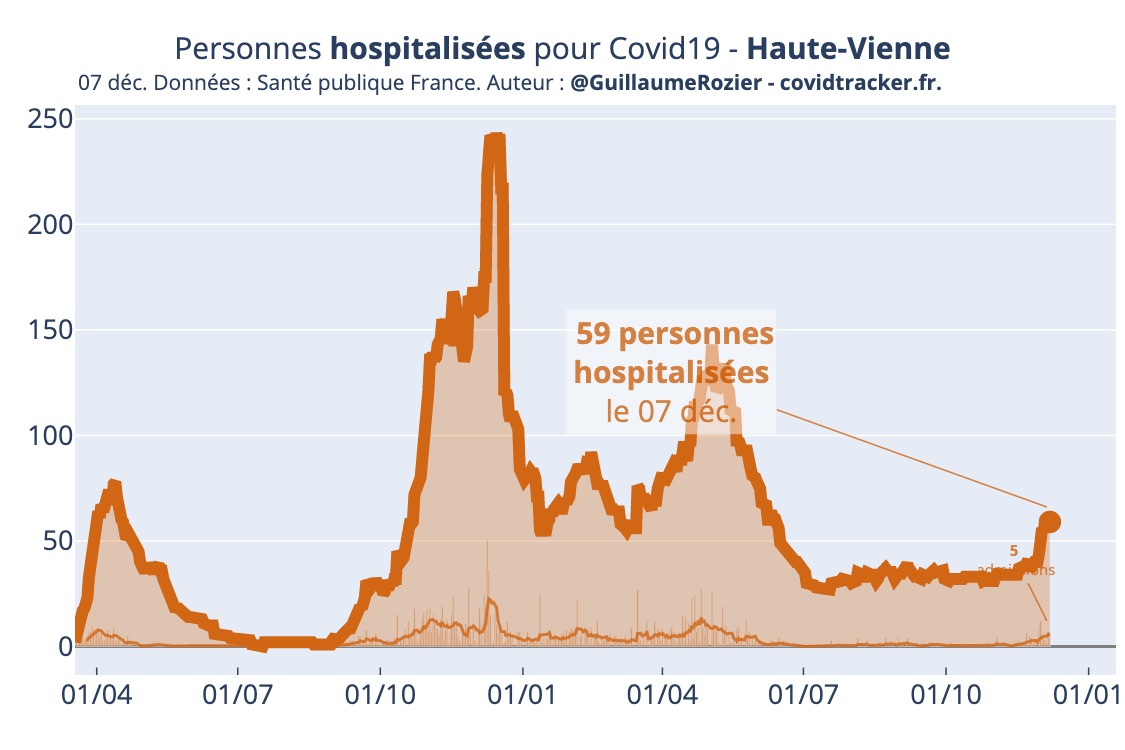 Personnes hospitalisées pour Covid19 - Haute-Vienne
07 déc. Données : Santé publique France. Auteur : @GuillaumeRozier - covidtracker.fr.
250
200
150
100
50
0
59 personnes
hospitalisées
le 07 déc.
5
admissions
01/04
01/07
01/10
01/01
01/04
01/07
01/10
01/01